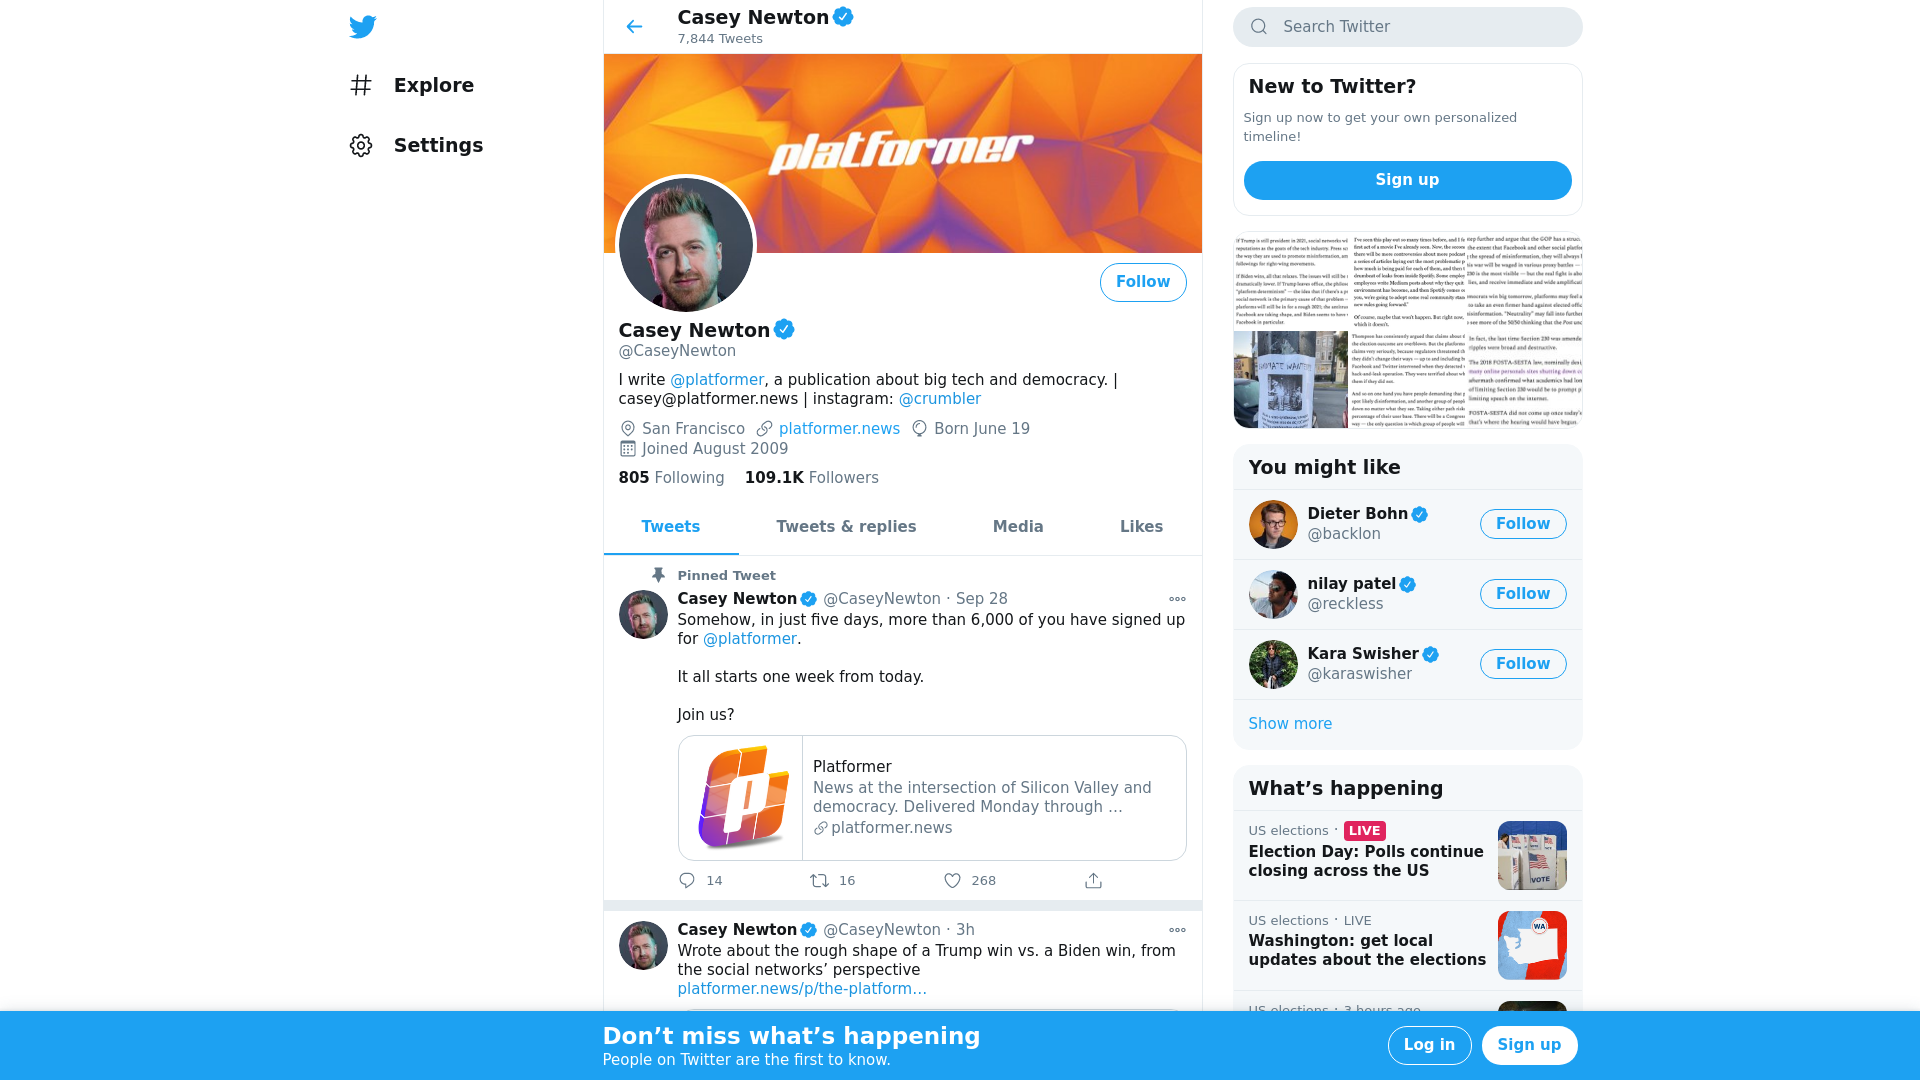 Explore
Settings
Casey Newton
7,844 Tweets
platformer
Follow
Casey Newton
@CaseyNewton
I write @platformer, a publication about big tech and democracy. |
casey@platformer.news | instagram: @crumbler
San Francisco platformer.news Born June 19
Joined August 2009
805 Following 109.1K Followers
Tweets Tweets & replies Media Likes
Pinned Tweet
Casey Newton @CaseyNewton · Sep 28
Somehow, in just five days, more than 6,000 of you have signed up
for @platformer.
It all starts one week from today.
Join us?
Platformer
News at the intersection of Silicon Valley and
democracy. Delivered Monday through …
platformer.news
14 16 268
Casey Newton @CaseyNewton · 3h
Wrote about the rough shape of a Trump win vs. a Biden win, from
the social networks’ perspective
platformer.news/p/the-platform…
Search Twitter
New to Twitter?
Sign up now to get your own personalized
timeline!
Sign up
You might like
Dieter Bohn
@backlon
Follow
nilay patel
@reckless
Follow
Kara Swisher
@karaswisher
Follow
Show more
What’s happening
US elections · LIVE
Election Day: Polls continue
closing across the US
VOTE
US elections · LIVE
Washington: get local
updates about the elections
WA
US elections · 3 hours ago
Don’t miss what’s happening
People on Twitter are the first to know.
Log in
Sign up